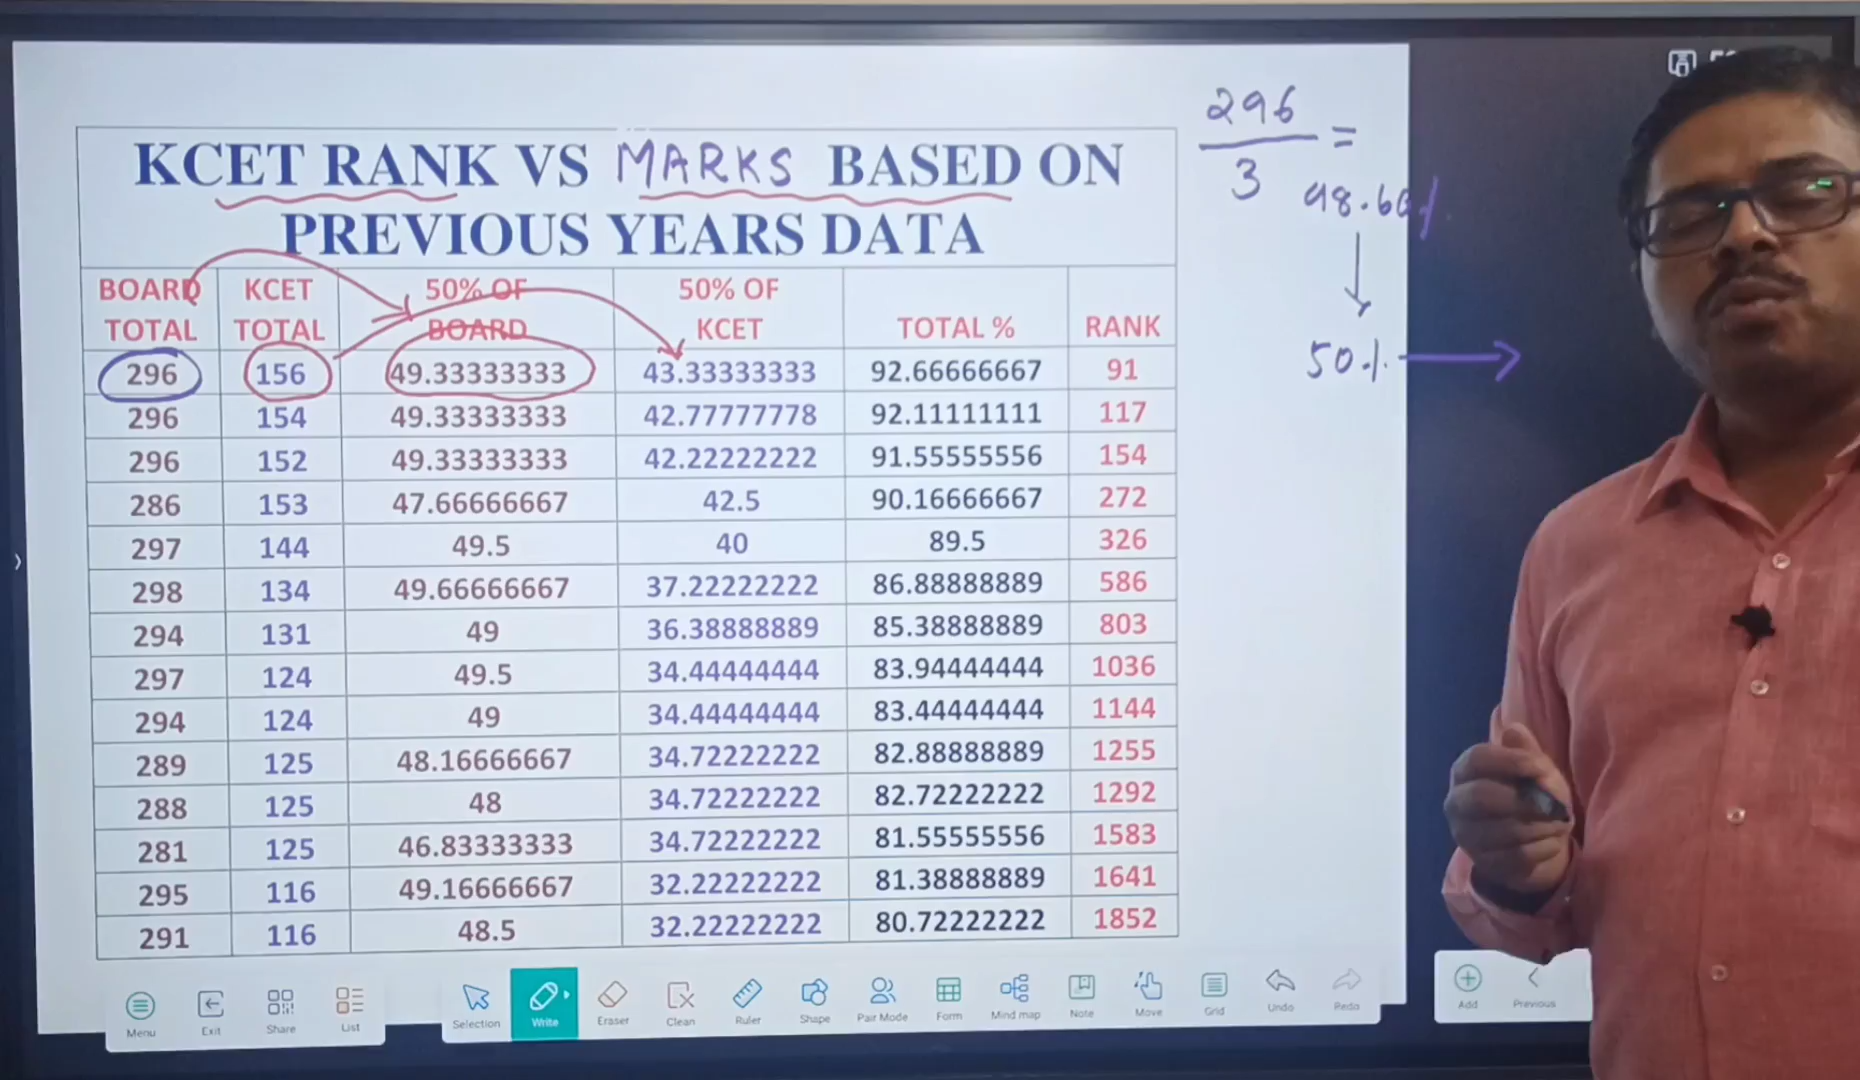 KCET RANK VS MARKS BASED ON
PREVIOUS YEARS DATA
BOARD TOTAL KCET TOTAL 50% OF BOARD 50% OF KCET TOTAL % RANK
296 156 49.33333333 43.33333333 92.66666667 91
296 154 49.33333333 42.77777778 92.11111111 117
296 152 49.33333333 42.22222222 91.55555556 154
286 153 47.66666667 42.5 90.16666667 272
297 144 49.5 40 89.5 326
298 134 49.66666667 37.22222222 86.88888889 586
294 131 49 36.38888889 85.38888889 803
297 124 49.5 34.44444444 83.94444444 1036
294 124 49 34.44444444 83.44444444 1144
289 125 48.16666667 34.72222222 82.88888889 1255
288 125 48 34.72222222 82.72222222 1292
281 125 46.83333333 34.72222222 81.55555556 1583
295 116 49.16666667 32.22222222 81.38888889 1641
291 116 48.5 32.22222222 80.72222222 1852
296
3
=
98.66%.
50%
Menu Exit Share List Selection Write Eraser Clean Ruler Shape Pair Mode Form Mind map Note Move Grid Undo Redo Add Previous